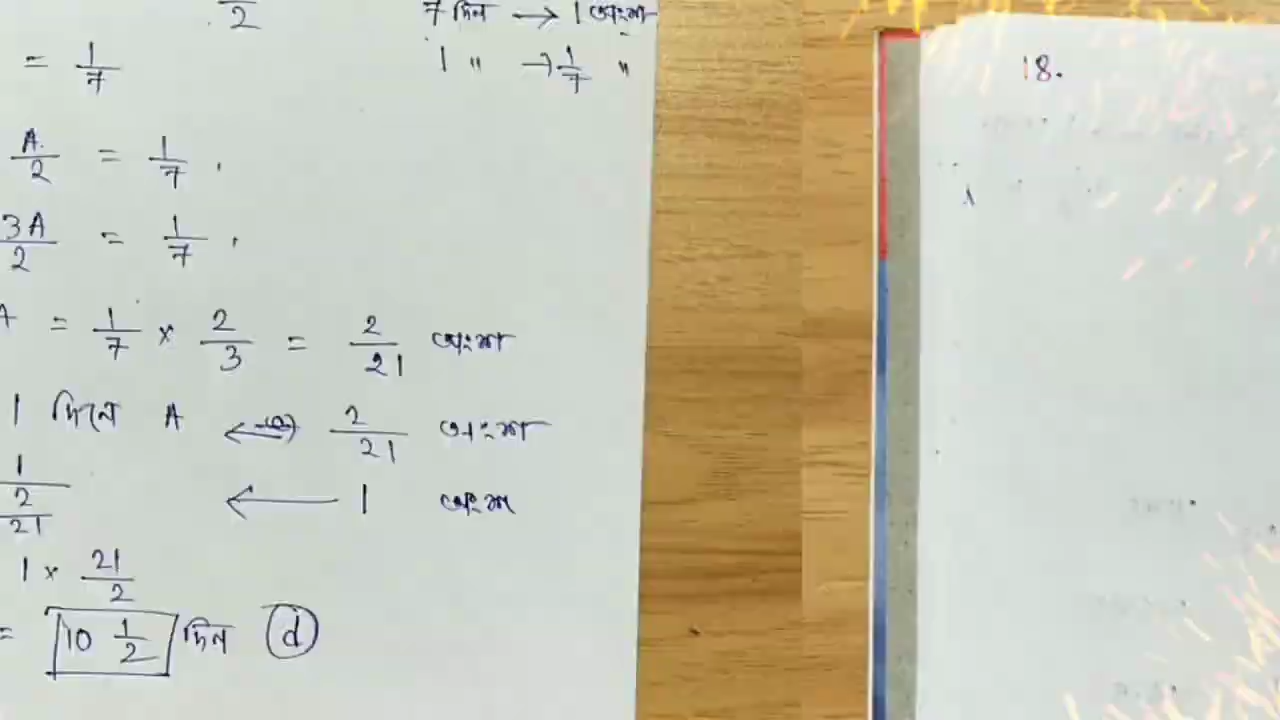 2
7 দিন → 1 অংশ
= 1/7
1 " → 1/7 "
A/2 = 1/7 .
3A/2 = 1/7 .
A = 1/7 × 2/3 = 2/21 অংশ
1 দিনে A ← 2/21 অংশ
1/(2/21) ← 1 অংশ
1 × 21/2
= 10 1/2 দিন d
18.